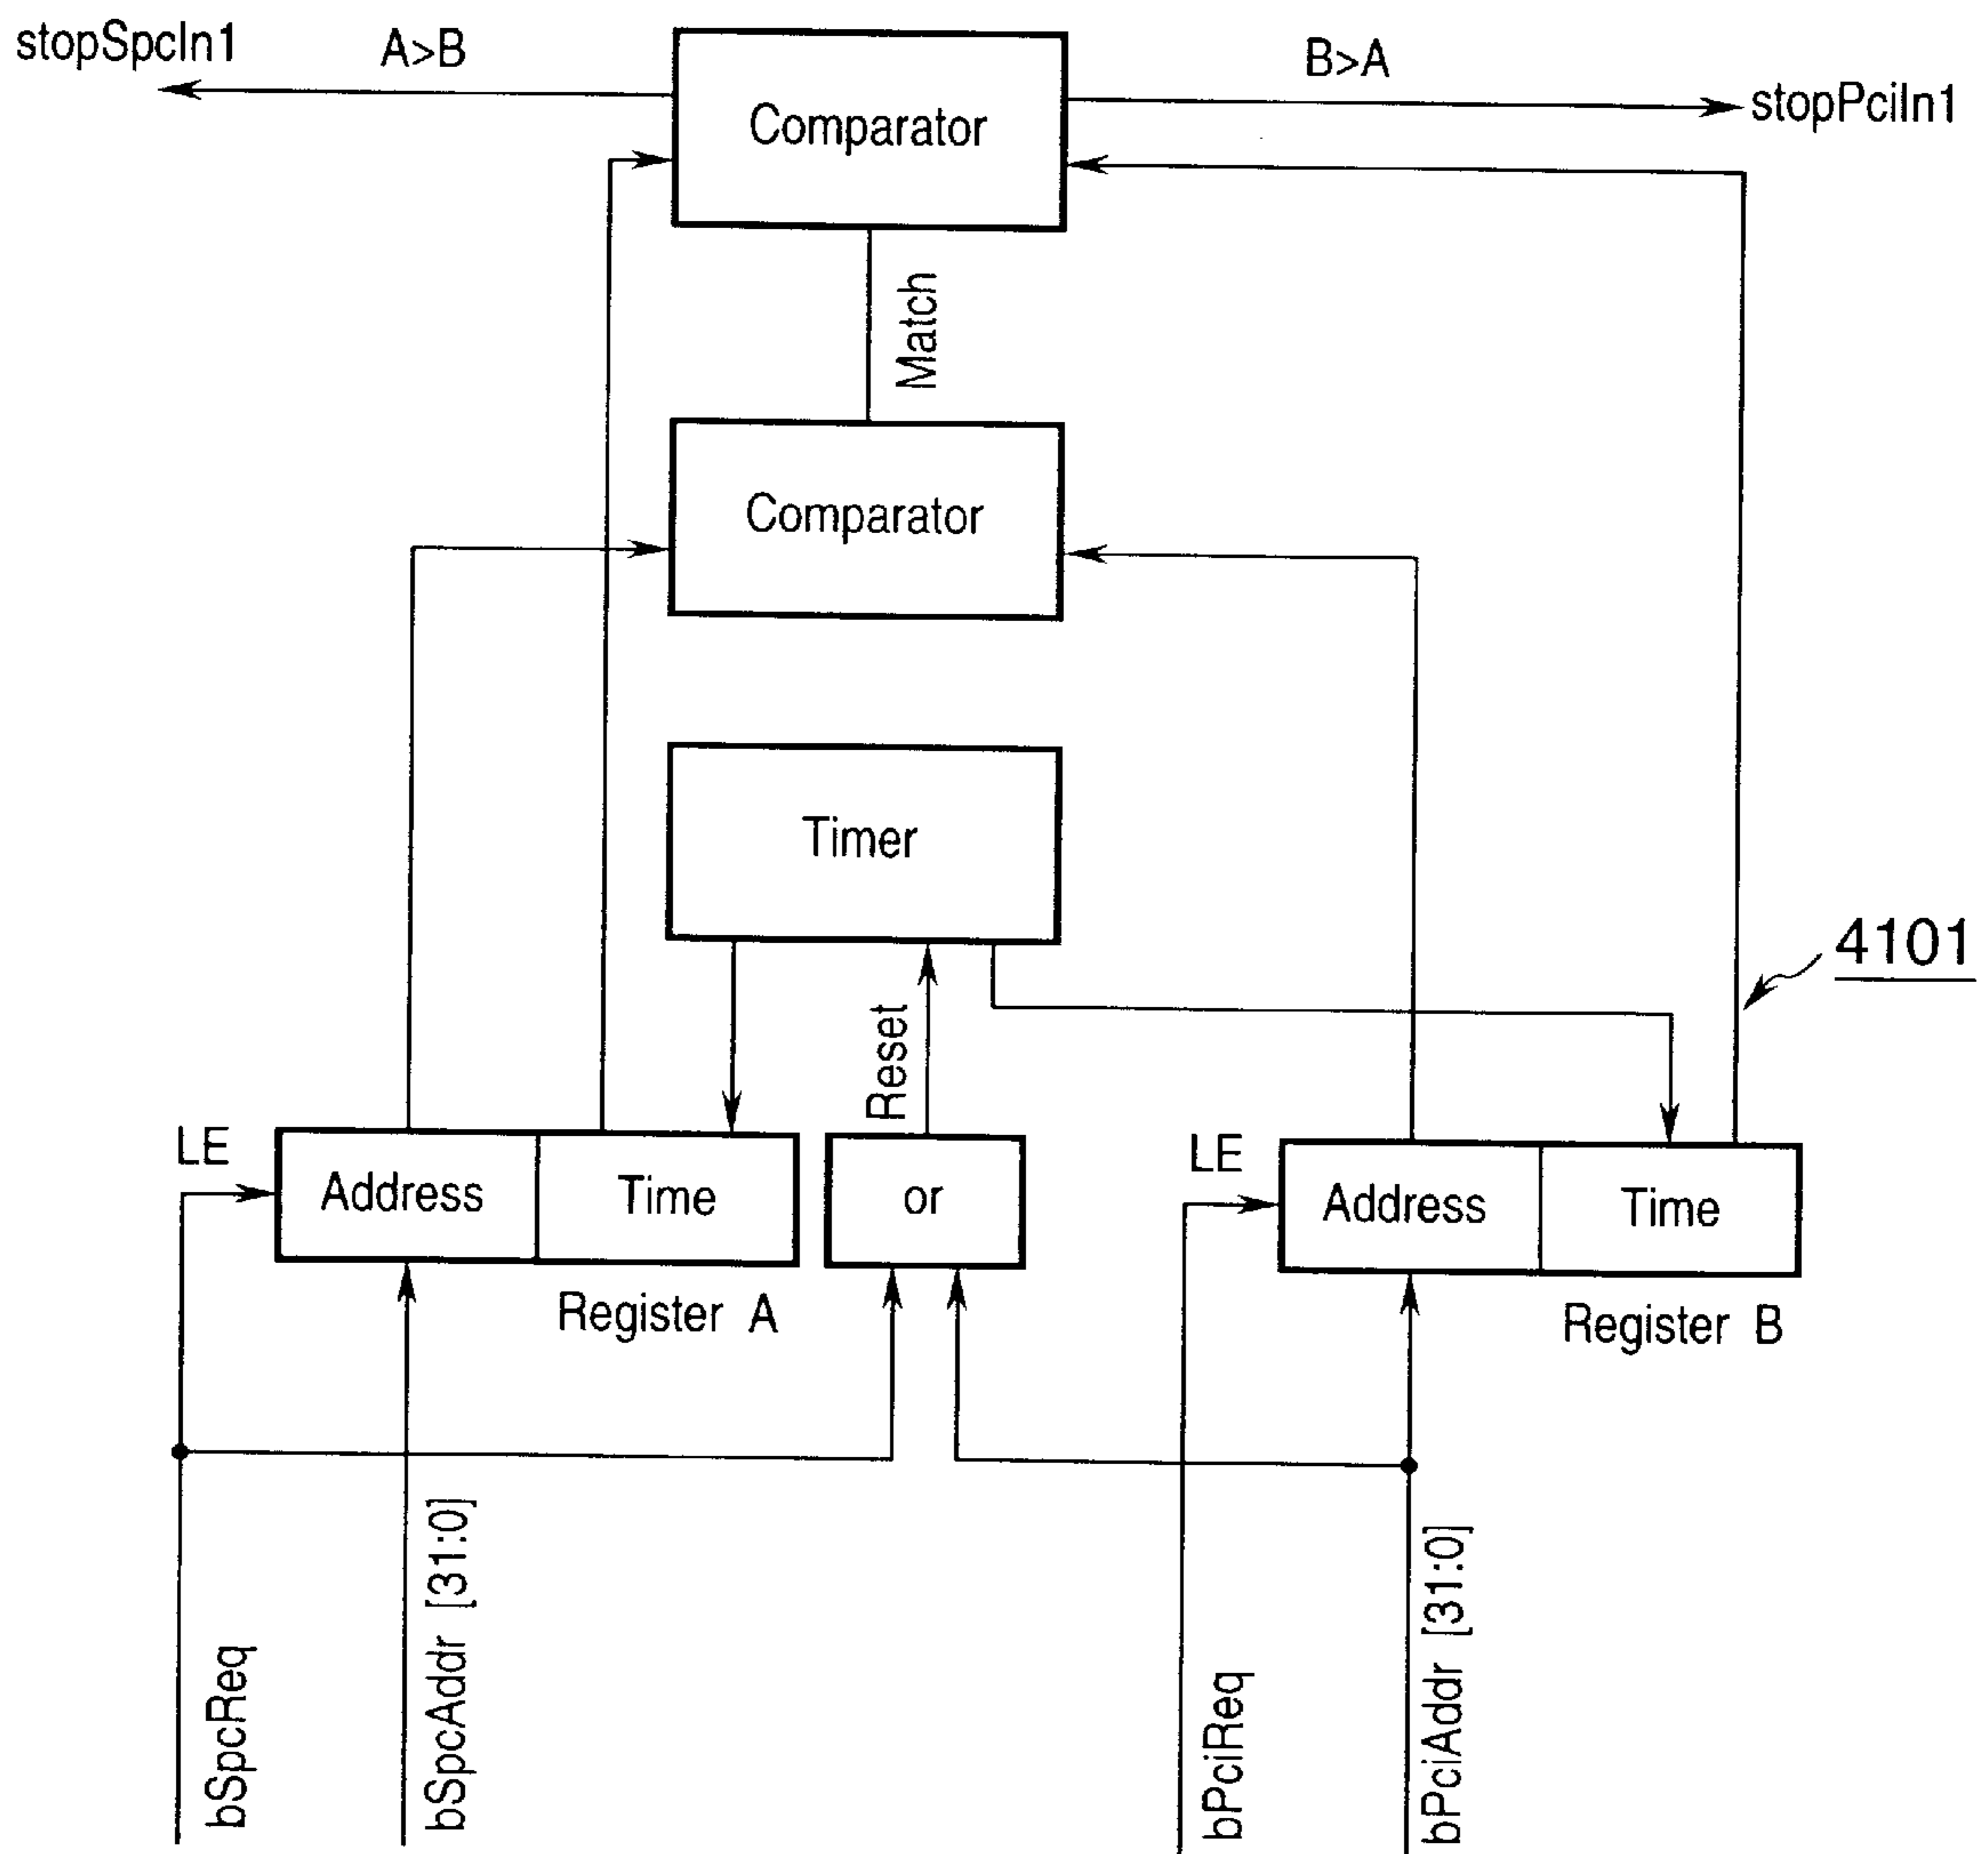 stopSpcIn1
A>B
B>A
stopPciIn1
Comparator
Match
Comparator
Timer
4101
Reset
LE
Address
Time
or
LE
Address
Time
Register A
Register B
bSpcReq
bSpcAddr [31:0]
bPciReq
bPciAddr [31:0]